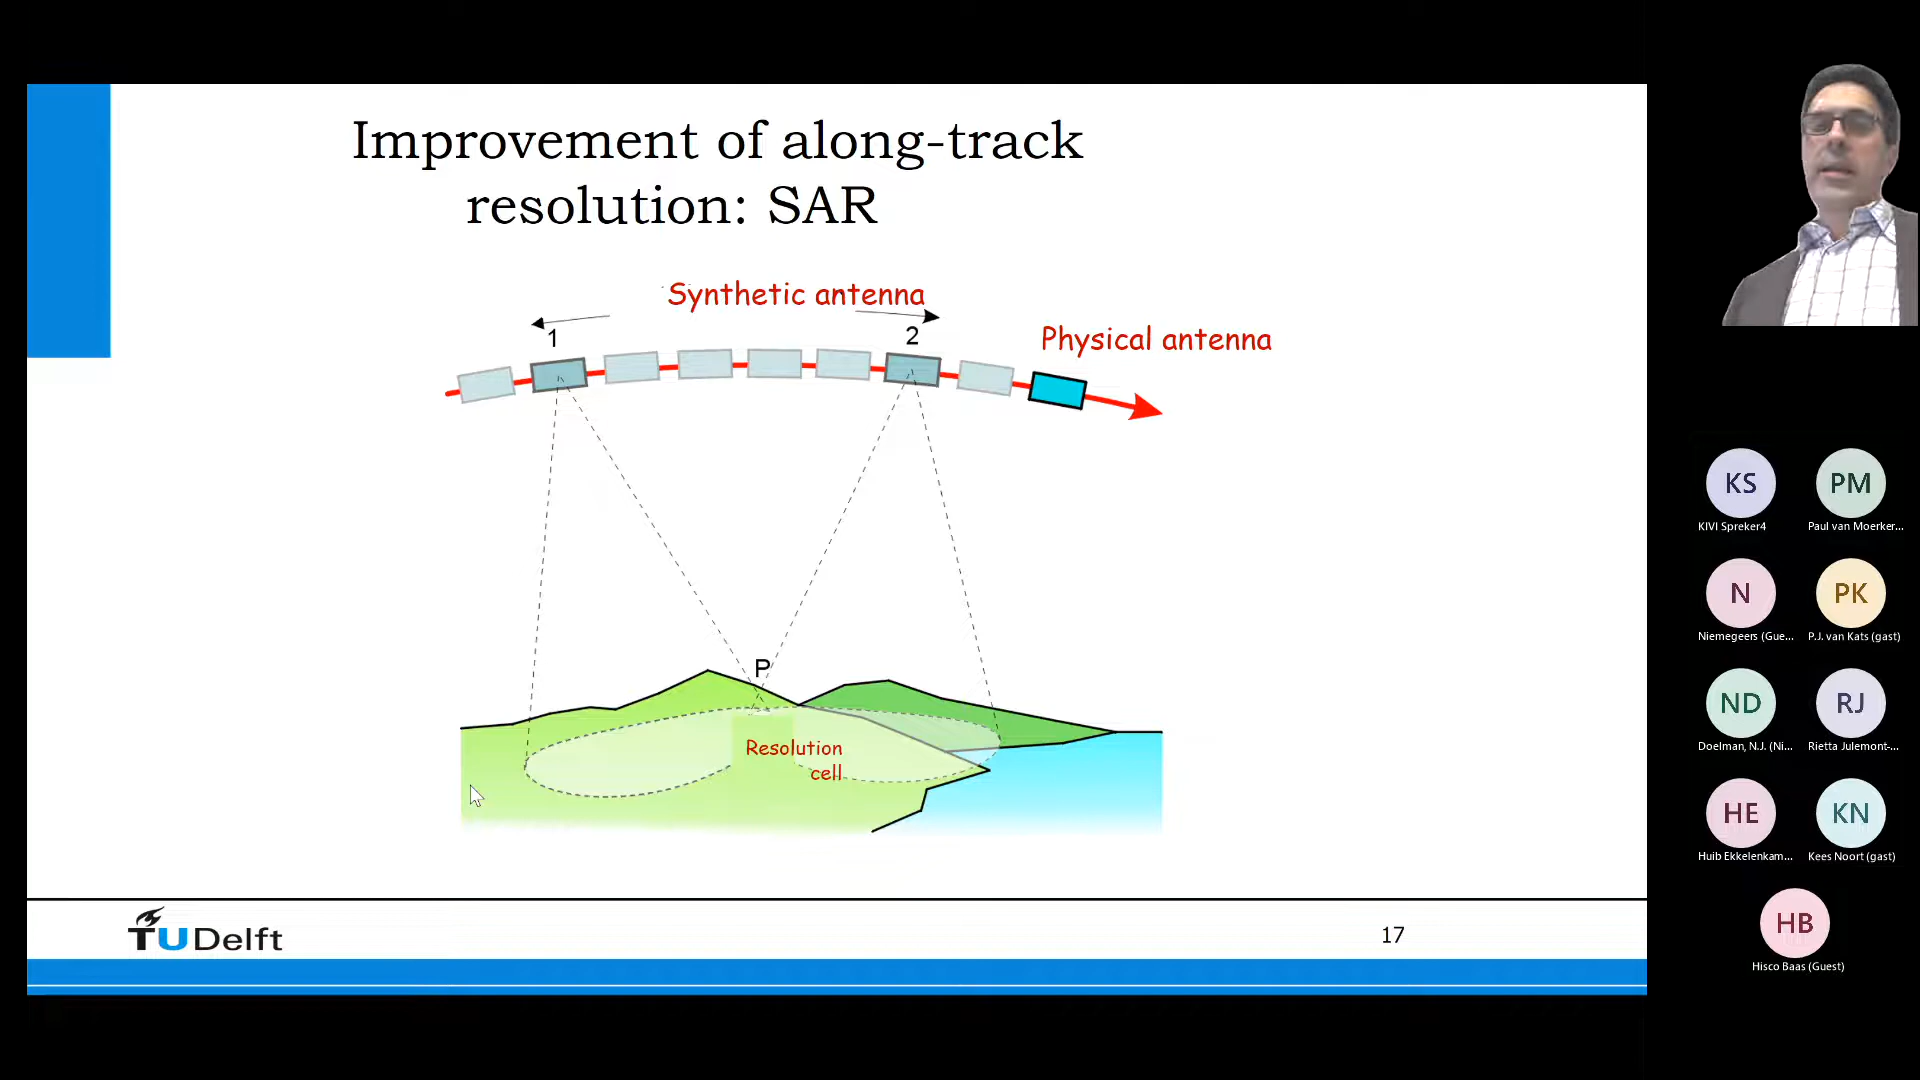 Improvement of along-track
resolution: SAR
Synthetic antenna
1
2
Physical antenna
P
Resolution
cell
TUDelft
17
KS
KIVI Spreker4
PM
Paul van Moerker...
N
Niemegeers (Gue...
PK
P.J. van Kats (gast)
ND
Doelman, N.J. (Ni...
RJ
Rietta Julemont-...
HE
Huib Ekkelenkam...
KN
Kees Noort (gast)
HB
Hisco Baas (Guest)